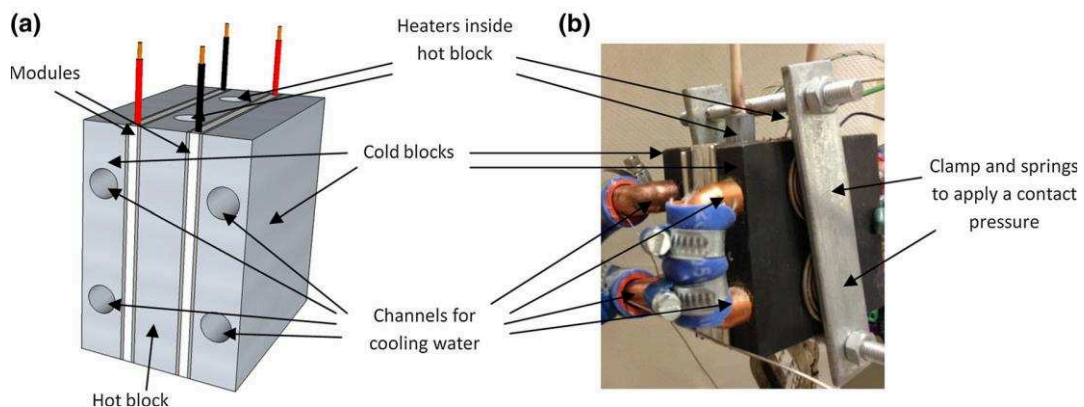 (a)
Heaters inside
hot block
(b)
Modules
Cold blocks
Clamp and springs
to apply a contact
pressure
Channels for
cooling water
Hot block